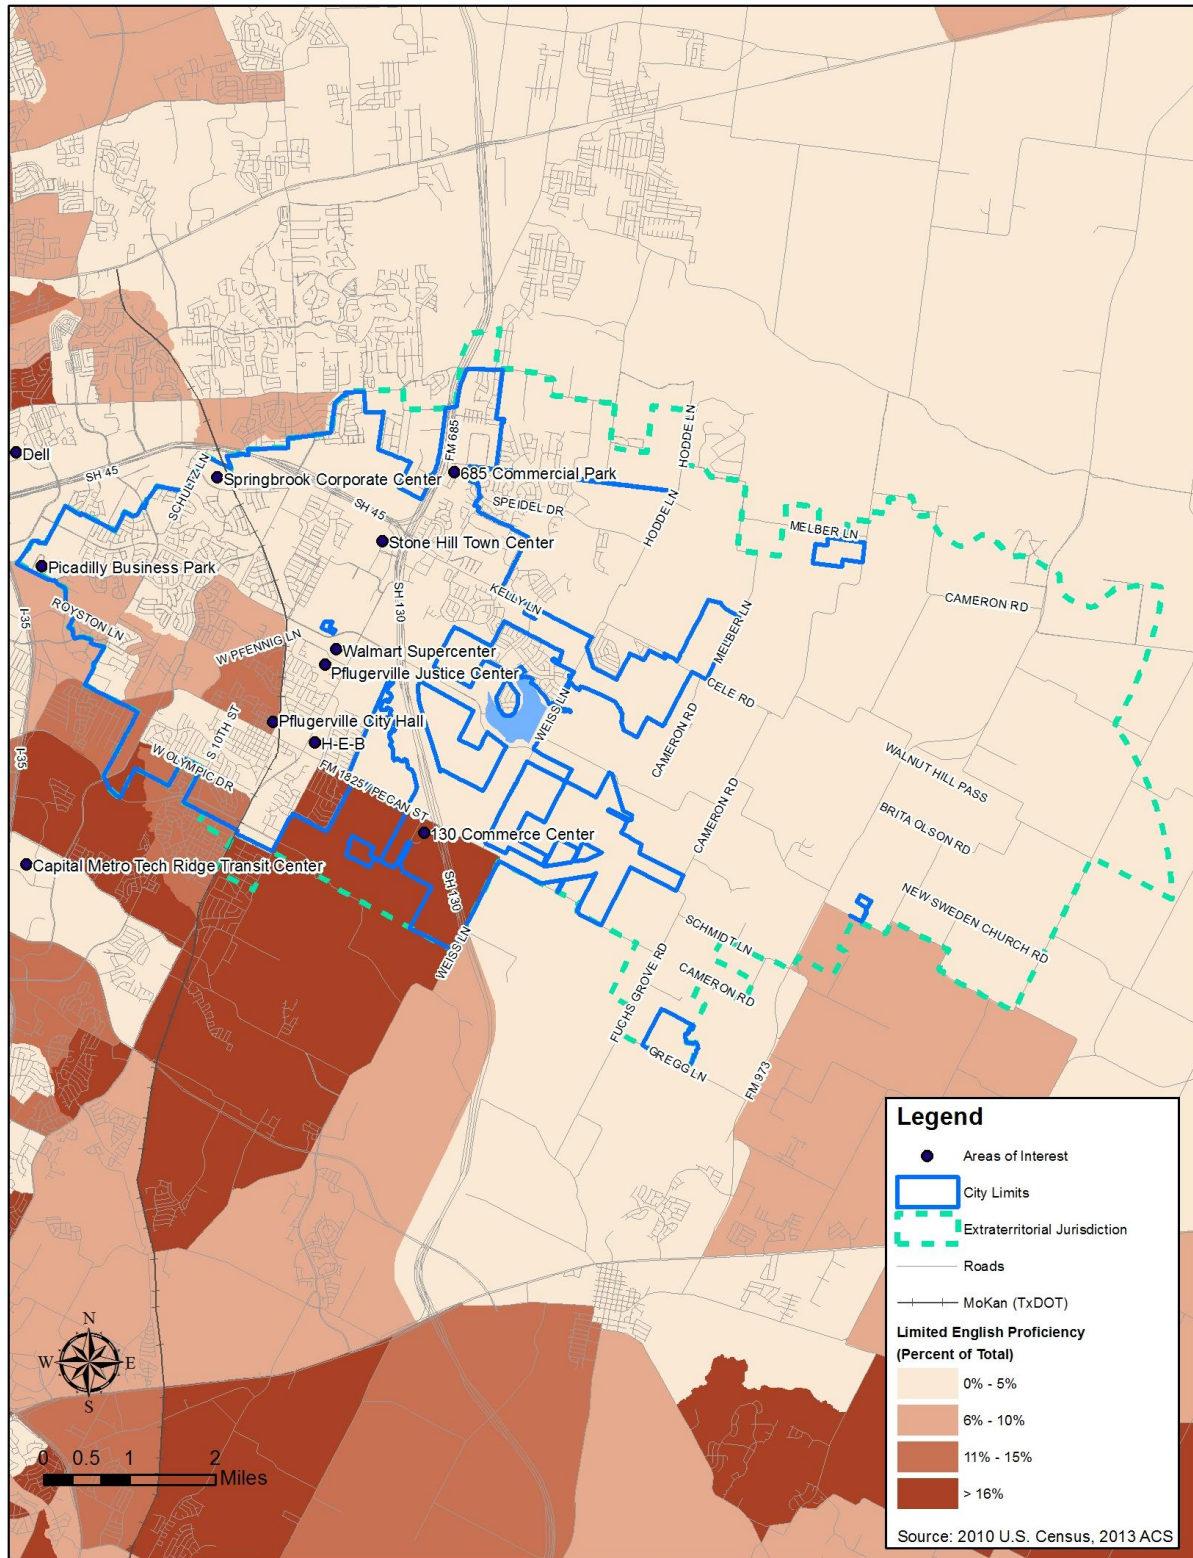 HODDE LN
FM 685
Dell
SH 45
SCHULTZ LN
Springbrook Corporate Center
685 Commercial Park
SPEIDEL DR
SH 45
HODDE LN
MELBER LN
Stone Hill Town Center
Picadilly Business Park
ROYSTON LN
KELLY LN
CAMERON RD
I-35
SH 130
W PFENNIG LN
MELBER LN
Walmart Supercenter
Pflugerville Justice Center
CELE RD
WEISS LN
S 10TH ST
Pflugerville City Hall
H-E-B
CAMERON RD
I-35
W OLYMPIC DR
FM 1825 / PECAN ST
WALNUT HILL PASS
CAMERON RD
BRITA OLSON RD
130 Commerce Center
Capital Metro Tech Ridge Transit Center
SH 130
NEW SWEDEN CHURCH RD
SCHMIDT LN
WEISS LN
FUCHS GROVE RD
CAMERON RD
GREGG LN
FM 973
Legend
Areas of Interest
City Limits
Extraterritorial Jurisdiction
Roads
MoKan (TxDOT)
Limited English Proficiency
(Percent of Total)
0% - 5%
6% - 10%
11% - 15%
> 16%
Source: 2010 U.S. Census, 2013 ACS
N
W E
S
0 0.5 1 2
Miles